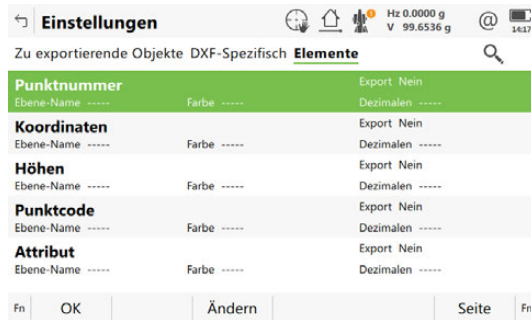 Einstellungen Hz 0.0000 g @
V 99.6536 g 14:17
Zu exportierende Objekte DXF-Spezifisch Elemente
Punktnummer Export Nein
Ebene-Name ----- Farbe ----- Dezimalen -----
Koordinaten Export Nein
Ebene-Name ----- Farbe ----- Dezimalen -----
Höhen Export Nein
Ebene-Name ----- Farbe ----- Dezimalen -----
Punktcode Export Nein
Ebene-Name ----- Farbe ----- Dezimalen -----
Attribut Export Nein
Ebene-Name ----- Farbe ----- Dezimalen -----
Fn OK Ändern Seite Fn